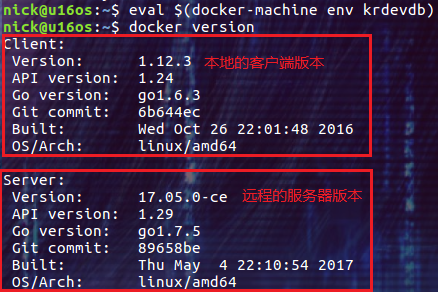 nick@u16os:~$ eval $(docker-machine env krdevdb)
nick@u16os:~$ docker version
Client:
Version: 1.12.3 本地的客户端版本
API version: 1.24
Go version: go1.6.3
Git commit: 6b644ec
Built: Wed Oct 26 22:01:48 2016
OS/Arch: linux/amd64
Server:
Version: 17.05.0-ce 远程的服务器版本
API version: 1.29
Go version: go1.7.5
Git commit: 89658be
Built: Thu May  4 22:10:54 2017
OS/Arch: linux/amd64